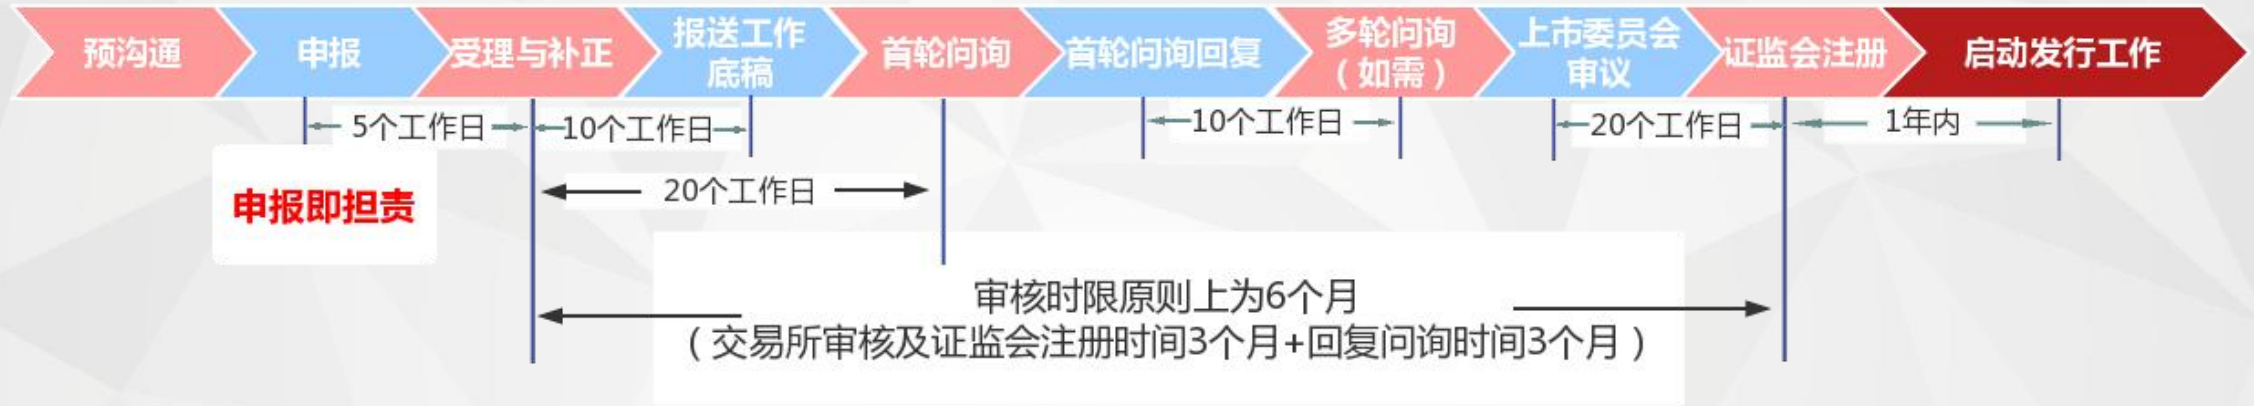 预沟通
申报
受理与补正
报送工作
底稿
首轮问询
首轮问询回复
多轮问询
（如需）
上市委员会
审议
证监会注册
启动发行工作
5个工作日
10个工作日
10个工作日
20个工作日
1年内
20个工作日
申报即担责
审核时限原则上为6个月
（交易所审核及证监会注册时间3个月+回复问询时间3个月）